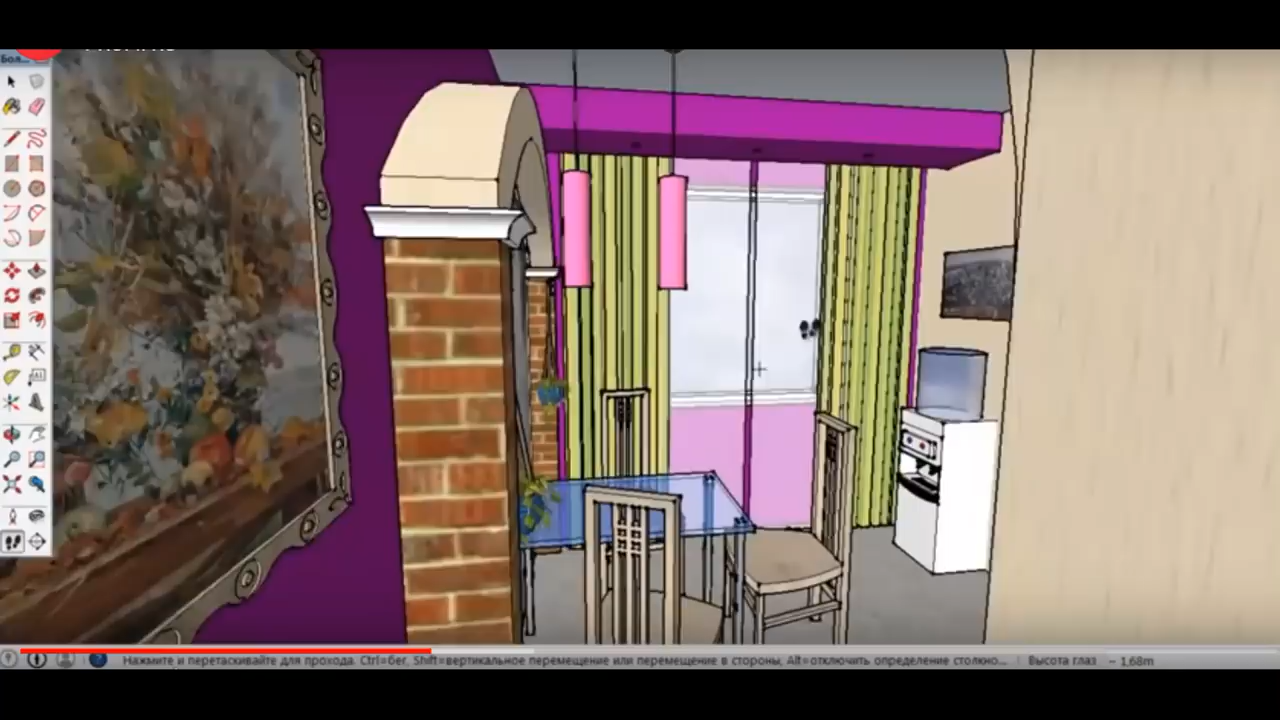 Бол...
Нажмите и перетаскивайте для прохода. Ctrl=бег, Shift=вертикальное перемещение или перемещение в стороны, Alt=отключить определение столкно... Высота глаз ~ 1,68m